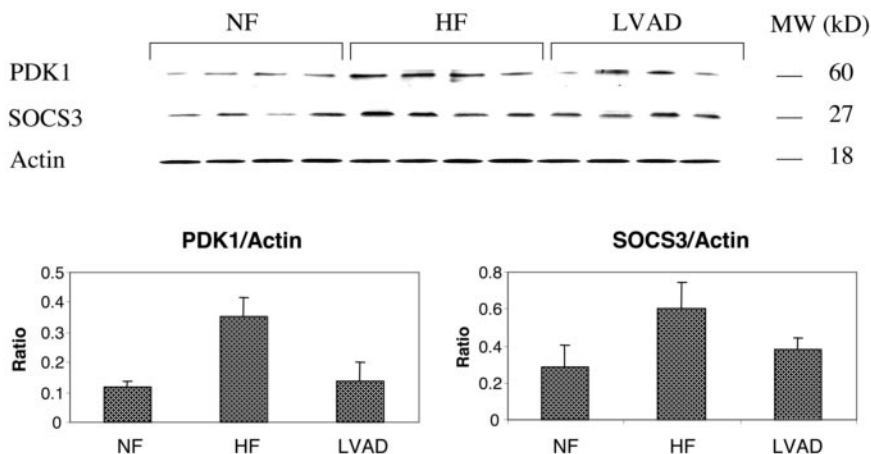 NF HF LVAD MW (kD)
PDK1 — 60
SOCS3 — 27
Actin — 18
PDK1/Actin
0.5
0.4
0.3
0.2
0.1
0
Ratio
NF HF LVAD
SOCS3/Actin
0.8
0.6
0.4
0.2
0
Ratio
NF HF LVAD